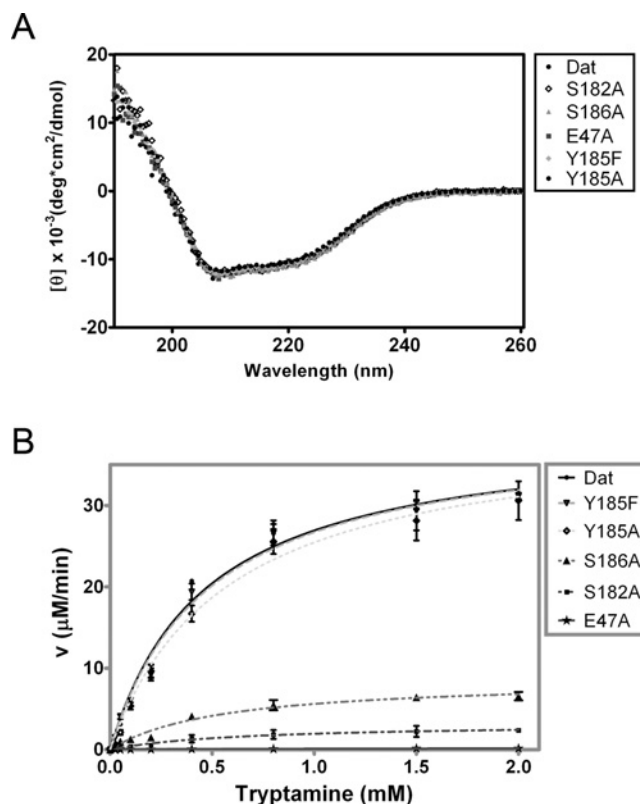 A
20
10
0
-10
-20
[θ] x 10⁻³(deg*cm²/dmol)
200
220
240
260
Wavelength (nm)
Dat
S182A
S186A
E47A
Y185F
Y185A
B
30
20
10
0
v (μM/min)
0.0
0.5
1.0
1.5
2.0
Tryptamine (mM)
Dat
Y185F
Y185A
S186A
S182A
E47A